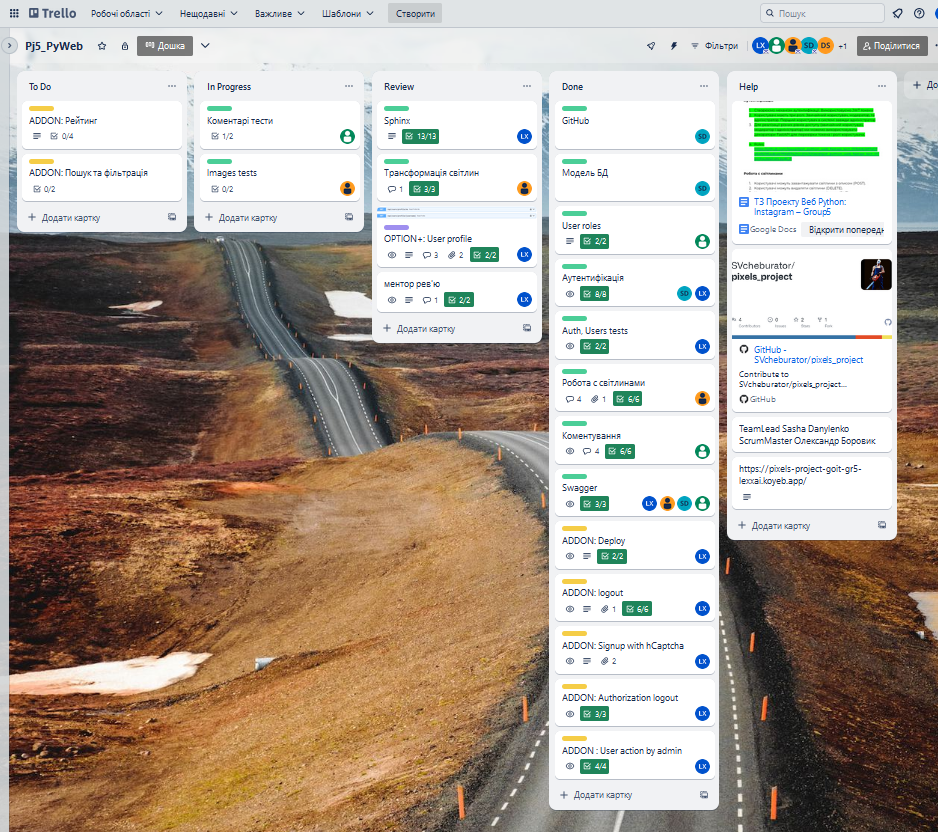 Trello
Робочі області
Нещодавні
Важливе
Шаблони
Створити
Пошук
Pj5_PyWeb
Дошка
Фільтри
LX
SD
DS
+1
Поділитися
To Do
ADDON: Рейтинг
0/4
ADDON: Пошук та фільтрація
0/2
Додати картку
In Progress
Коментарі тести
1/2
Images tests
0/2
Додати картку
Review
Sphinx
13/13
LX
Трансформація світлин
1
3/3
OPTION+: User profile
3
2
2/2
LX
ментор рев'ю
1
2/2
LX
Додати картку
Done
GitHub
SD
Модель БД
SD
User roles
2/2
Аутентифікація
8/8
SD
LX
Auth, Users tests
2/2
LX
Робота с світлинами
4
1
6/6
Коментування
4
6/6
Swagger
3/3
LX
SD
ADDON: Deploy
2/2
LX
ADDON: logout
1
6/6
LX
ADDON: Signup with hCaptcha
2
LX
ADDON: Authorization logout
3/3
LX
ADDON : User action by admin
4/4
LX
Додати картку
Help
Робота с світлинами
ТЗ Проекту Веб Python:
Instagram – Group5
Google Docs
Відкрити поперед
SVcheburator/
pixels_project
GitHub -
SVcheburator/pixels_project
Contribute to
SVcheburator/pixels_project...
GitHub
TeamLead Sasha Danylenko
ScrumMaster Олександр Боровик
https://pixels-project-goit-gr5-
lexxai.koyeb.app/
Додати картку
До